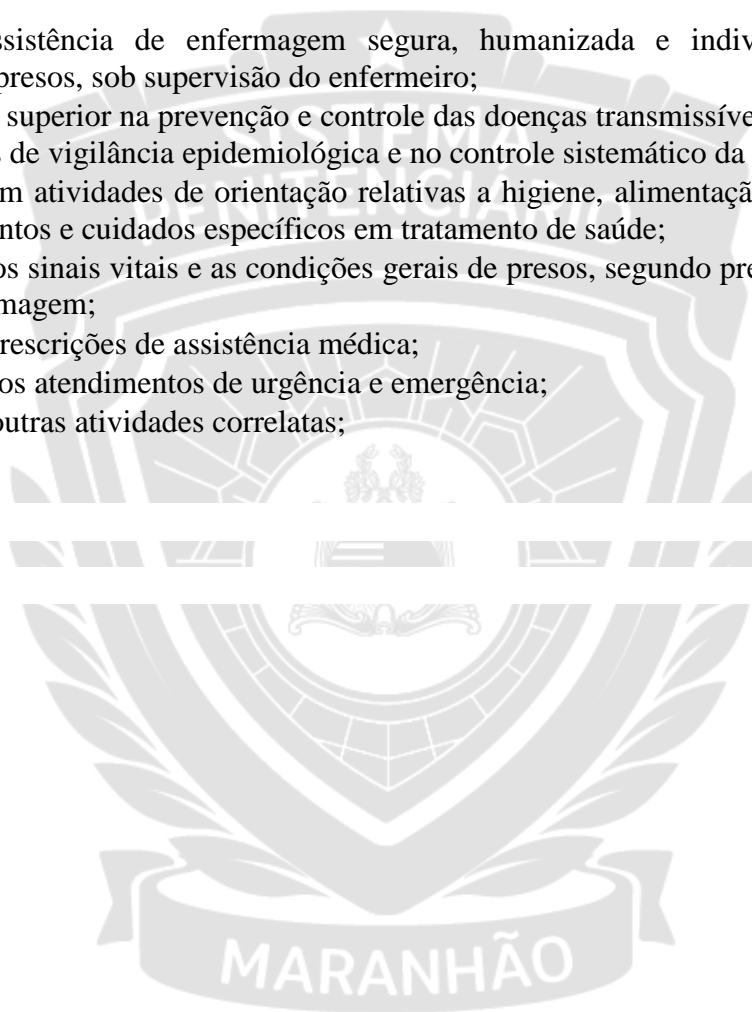 ssistência de enfermagem segura, humanizada e indiv
presos, sob supervisão do enfermeiro;
superior na prevenção e controle das doenças transmissíve
s de vigilância epidemiológica e no controle sistemático da
m atividades de orientação relativas a higiene, alimentaçã
ntos e cuidados específicos em tratamento de saúde;
os sinais vitais e as condições gerais de presos, segundo pre
magem;
rescrições de assistência médica;
os atendimentos de urgência e emergência;
outras atividades correlatas;
SISTEMA
PENITENCIÁRIO
MARANHÃO